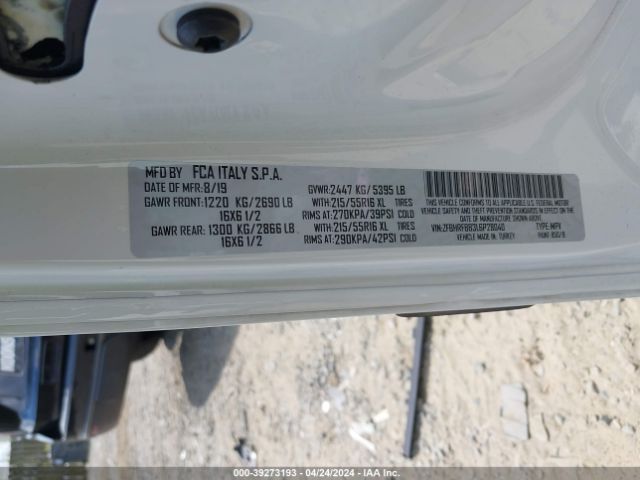 MFD BY FCA ITALY S.P.A.
DATE OF MFR: 8/19
GAWR FRONT:1220 KG/2690 LB
16X6 1/2
GAWR REAR: 1300 KG/2866 LB
16X6 1/2
GVWR:2447 KG/5395 LB
WITH:215/55R16 XL TIRES
RIMS AT:270KPA/39PSI COLD
WITH:215/55R16 XL TIRES
RIMS AT:290KPA/42PSI COLD
THIS VEHICLE CONFORMS TO ALL APPLICABLE U.S. FEDERAL MOTOR
VEHICLE SAFETY STANDARDS IN EFFECT ON THE DATE
OF MANUFACTURE SHOWN ABOVE.
TYPE:MPV
VEHICLE MADE IN: TURKEY
000-39273193 - 04/24/2024 - IAA Inc.